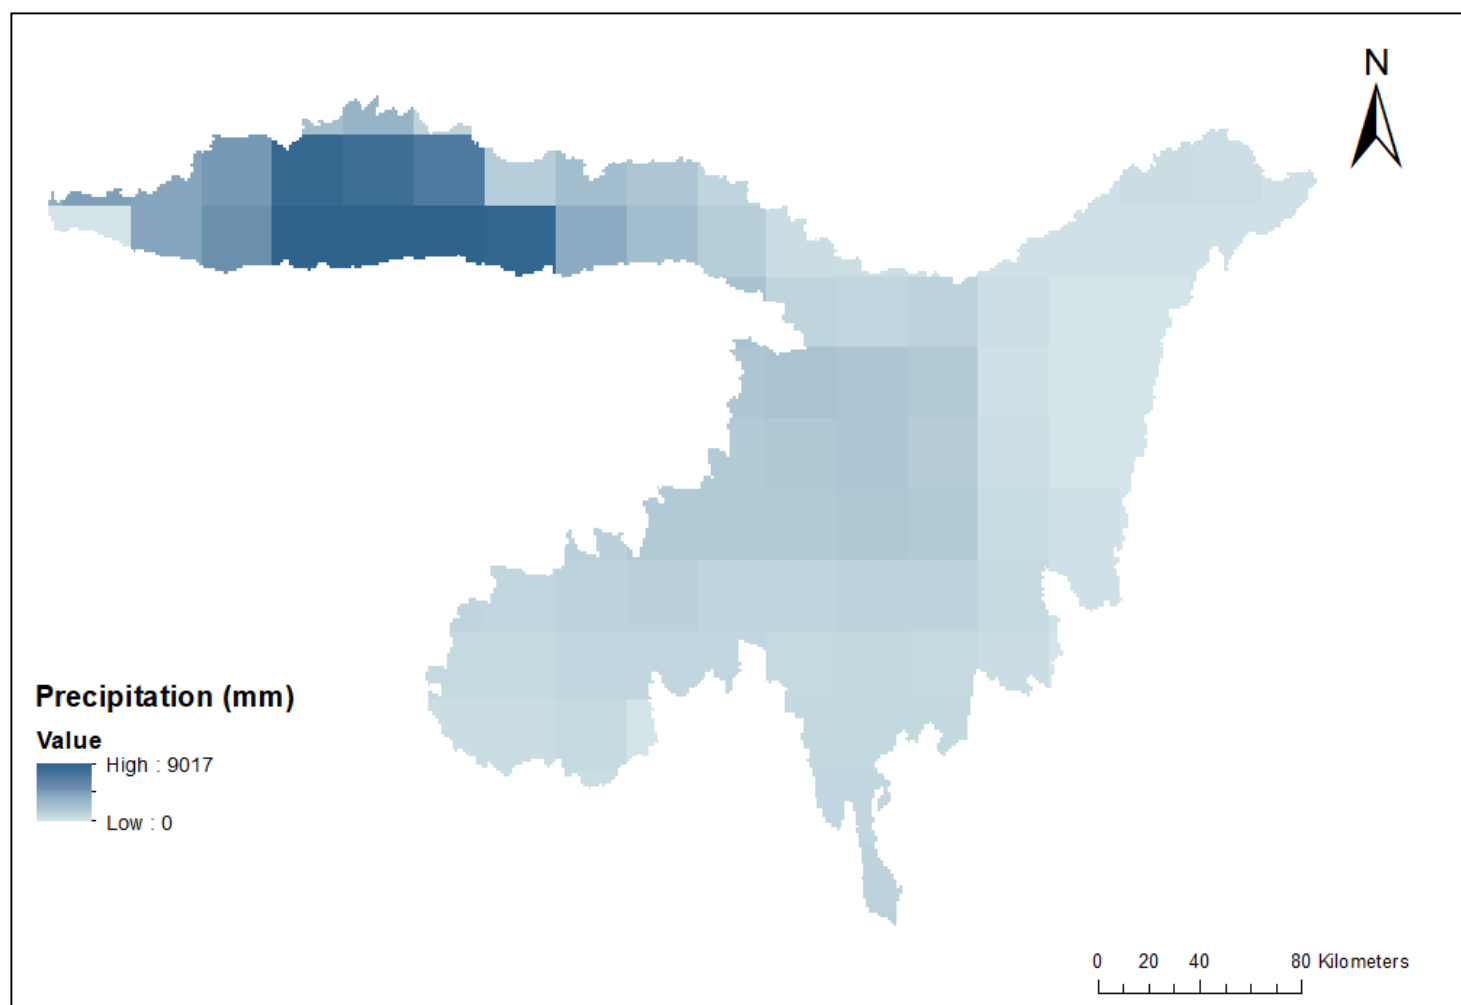 N
Precipitation (mm)
Value
High : 9017
Low : 0
0 20 40 80 Kilometers